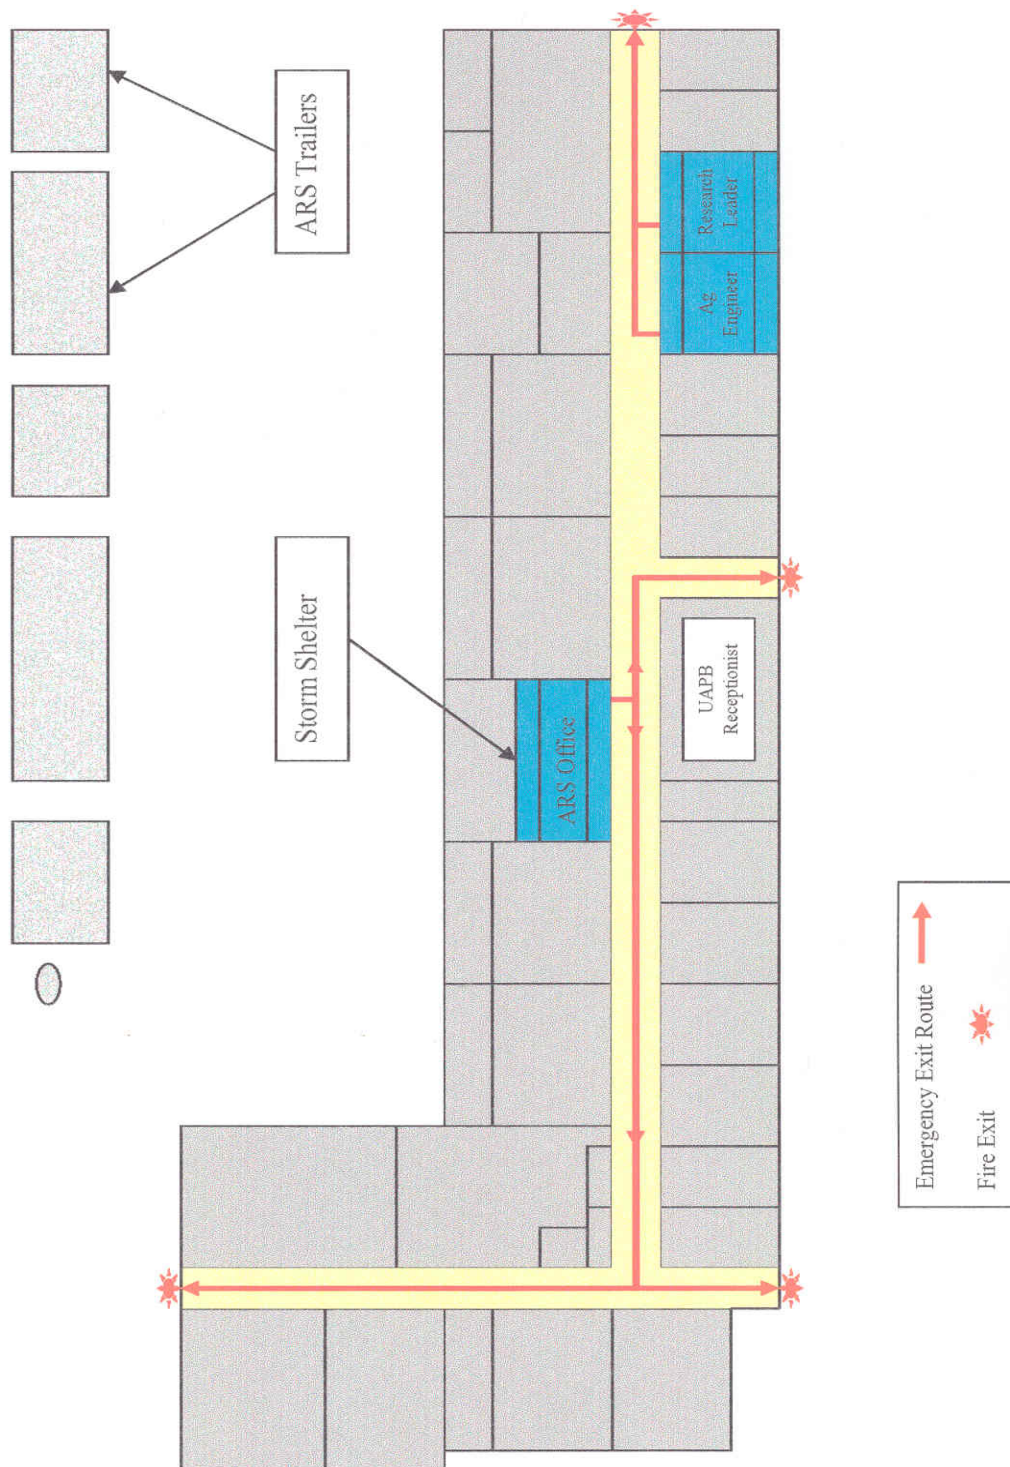 ARS Trailers
Research
Leader
Ag
Engineer
Storm Shelter
ARS Office
UAPB
Receptionist
Emergency Exit Route
Fire Exit